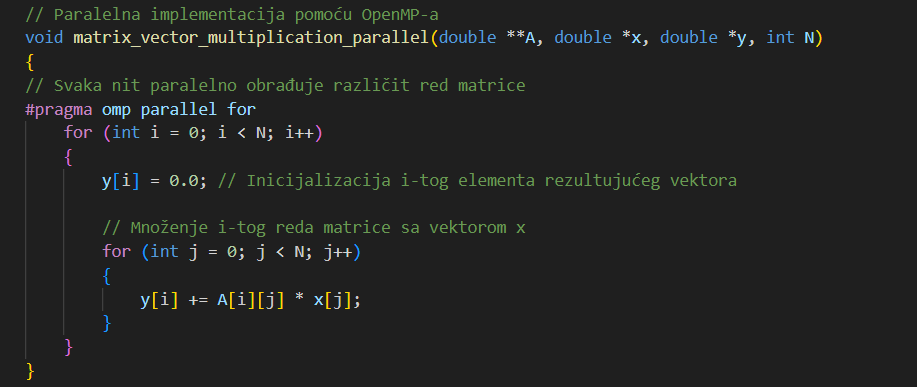 // Paralelna implementacija pomoću OpenMP-a
void matrix_vector_multiplication_parallel(double **A, double *x, double *y, int N)
{
// Svaka nit paralelno obrađuje različit red matrice
#pragma omp parallel for
    for (int i = 0; i < N; i++)
    {
        y[i] = 0.0; // Inicijalizacija i-tog elementa rezultujućeg vektora

        // Množenje i-tog reda matrice sa vektorom x
        for (int j = 0; j < N; j++)
        {
            y[i] += A[i][j] * x[j];
        }
    }
}